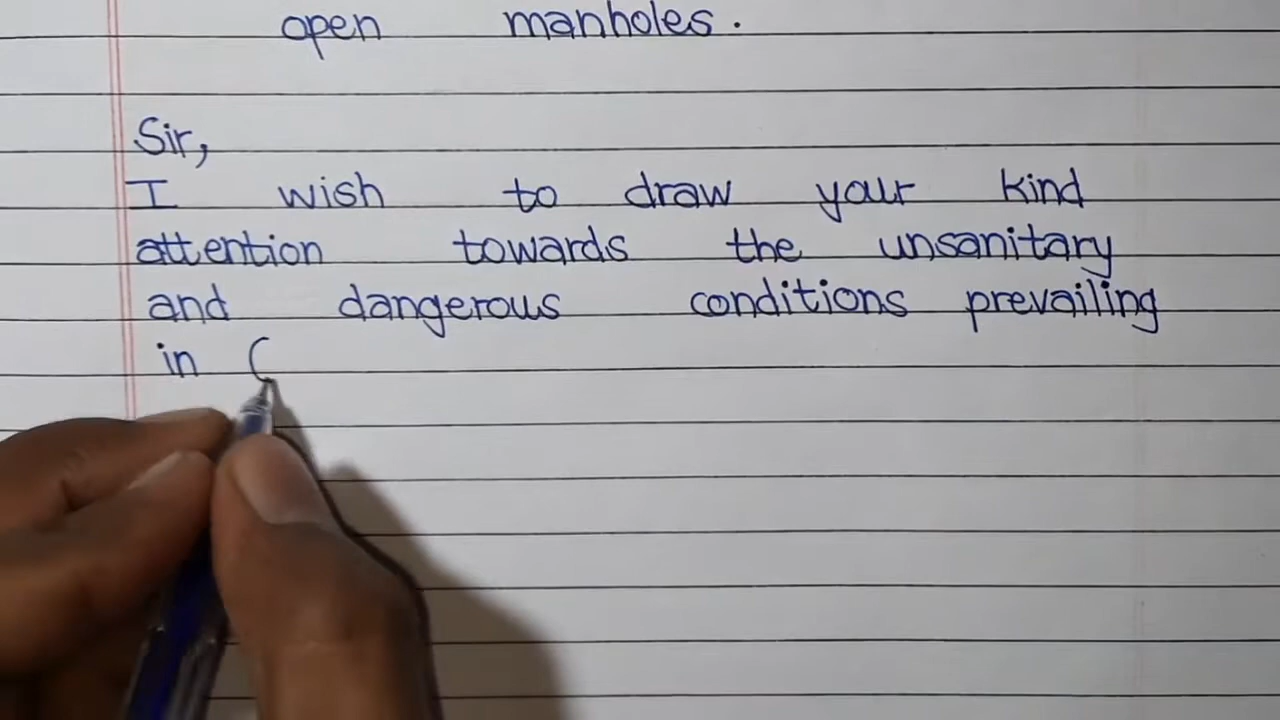 open manholes.
Sir,
I wish to draw your kind
attention towards the unsanitary
and dangerous conditions prevailing
in